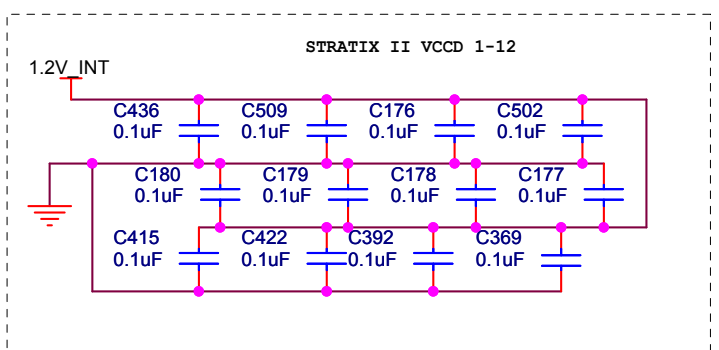 STRATIX II VCCD 1-12
1.2V_INT
C436 C509 C176 C502
0.1uF 0.1uF 0.1uF 0.1uF
C180 C179 C178 C177
0.1uF 0.1uF 0.1uF 0.1uF
C415 C422 C392 C369
0.1uF 0.1uF 0.1uF 0.1uF